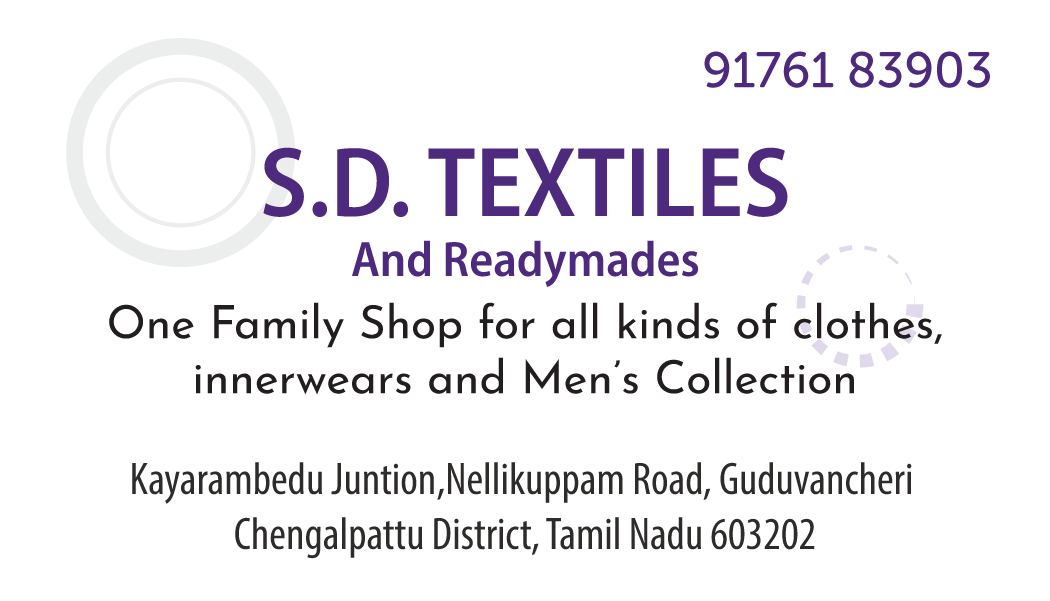 91761 83903
S.D. TEXTILES
And Readymades
One Family Shop for all kinds of clothes,
innerwears and Men's Collection
Kayarambedu Juntion,Nellikuppam Road, Guduvancheri
Chengalpattu District, Tamil Nadu 603202